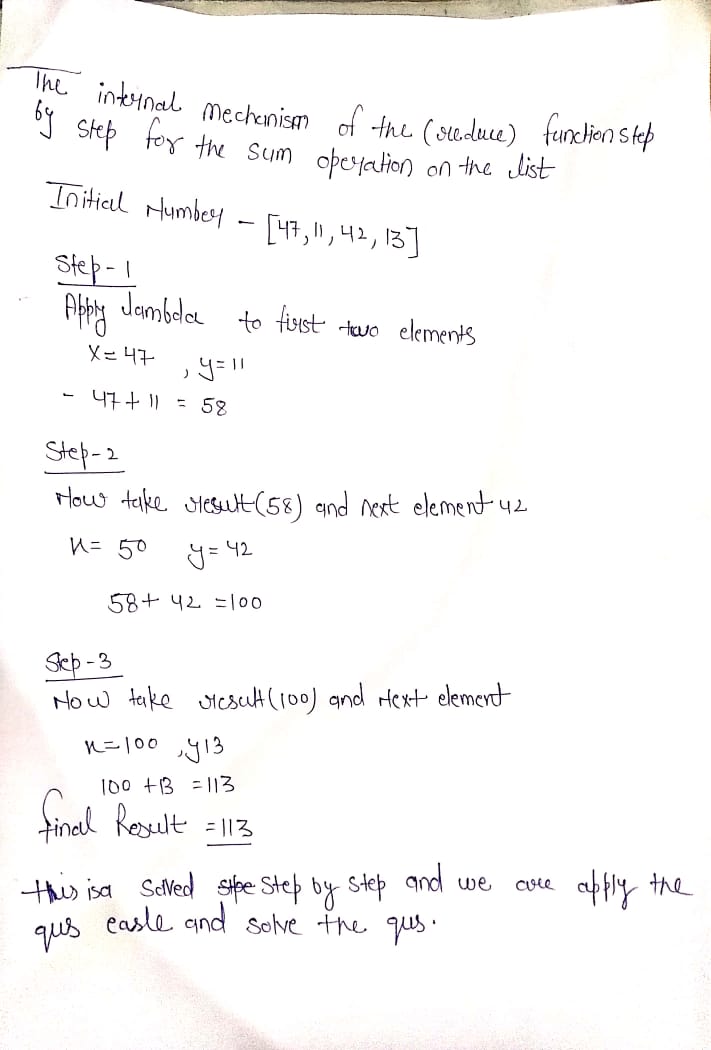 The internal mechanism of the (reduce) function step
by step for the sum operation on the list
Initial Number - [47, 11, 42, 13]
Step-1
Apply lambda to first two elements
X=47 , y=11
- 47+11 = 58
Step-2
Now take result(58) and next element 42
x= 50 y=42
58+ 42 =100
Step-3
Now take result(100) and next element
x=100 ,y13
100 +13 =113
final Result =113
this isa Solved Step by step and we are apply the
qus easle and solve the qus.